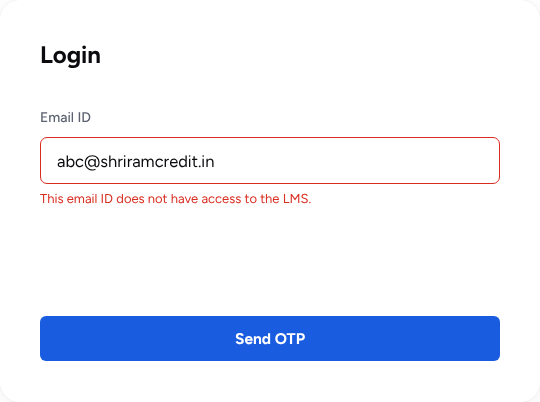 Login
Email ID
abc@shriramcredit.in
This email ID does not have access to the LMS.
Send OTP